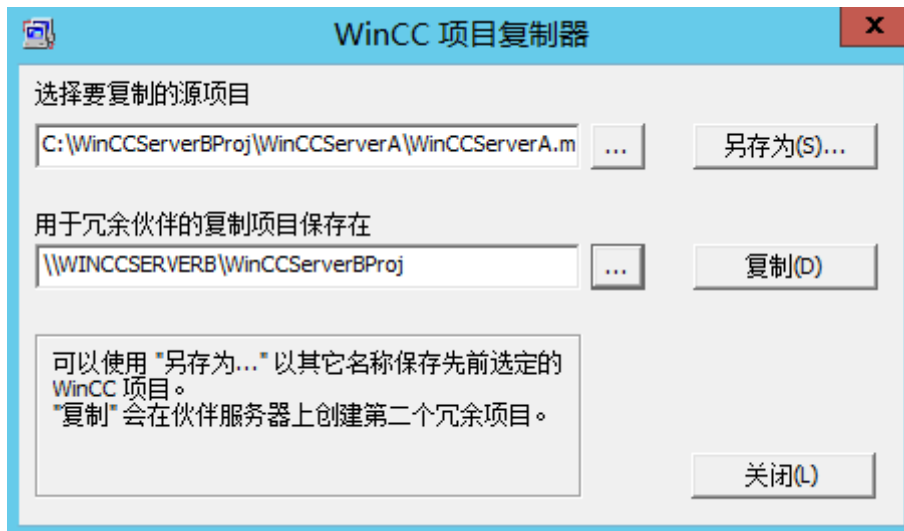 WinCC 项目复制器
x
选择要复制的源项目
C:\WinCCServerBProj\WinCCServerA\WinCCServerA.m
...
另存为(S)...
用于冗余伙伴的复制项目保存在
\\WINCCSERVERB\WinCCServerBProj
...
复制(D)
可以使用 "另存为..." 以其它名称保存先前选定的
WinCC 项目。
"复制" 会在伙伴服务器上创建第二个冗余项目。
关闭(L)